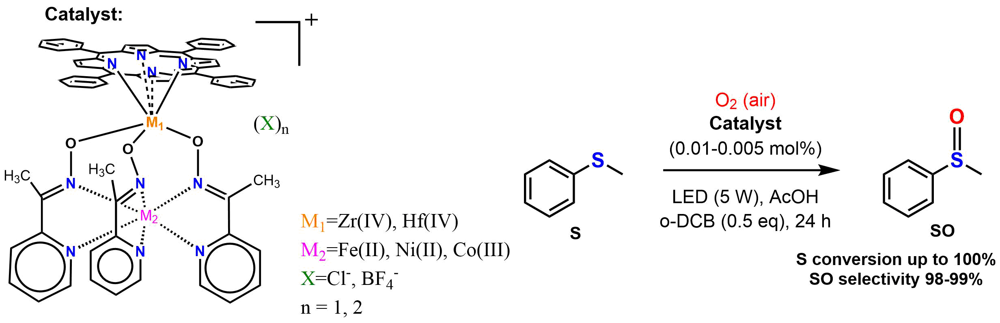 Catalyst:
+
N
N
N
N
M₁
(X)ₙ
O
O
O
H₃C
H₃C
CH₃
N
N
N
M₂
N
N
N
M₁=Zr(IV), Hf(IV)
M₂=Fe(II), Ni(II), Co(III)
X=Cl⁻, BF₄⁻
n = 1, 2
S
S
O₂ (air)
Catalyst
(0.01-0.005 mol%)
LED (5 W), AcOH
o-DCB (0.5 eq), 24 h
O
S
SO
S conversion up to 100%
SO selectivity 98-99%